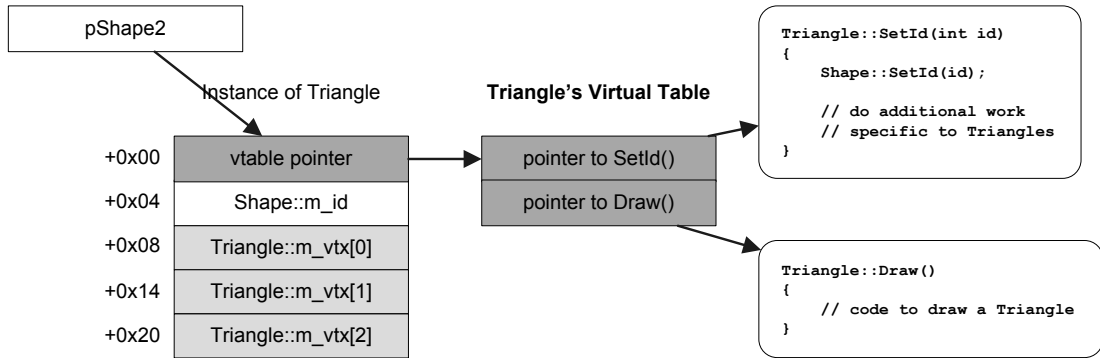 pShape2
Instance of Triangle
Triangle's Virtual Table
+0x00
vtable pointer
pointer to SetId()
+0x04
Shape::m_id
pointer to Draw()
+0x08
Triangle::m_vtx[0]
+0x14
Triangle::m_vtx[1]
+0x20
Triangle::m_vtx[2]
Triangle::SetId(int id)
{
    Shape::SetId(id);
    // do additional work
    // specific to Triangles
}
Triangle::Draw()
{
    // code to draw a Triangle
}